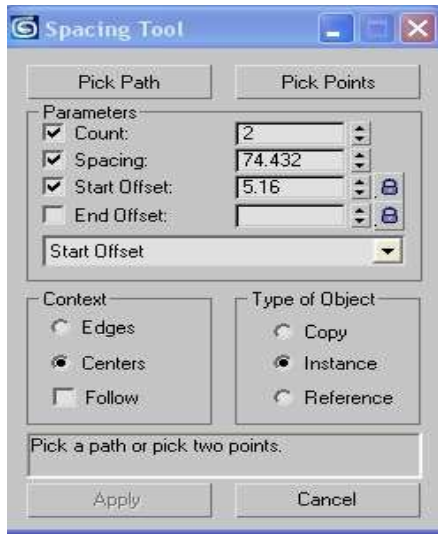 Spacing Tool
Pick Path Pick Points
Parameters
Count: 2
Spacing: 74.432
Start Offset: 5.16
End Offset:
Start Offset
Context Type of Object
Edges Copy
Centers Instance
Follow Reference
Pick a path or pick two points.
Apply Cancel